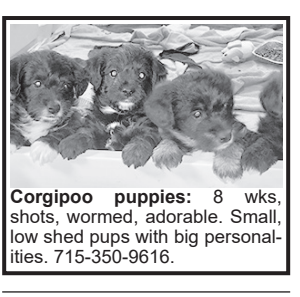 Corgipoo puppies: 8 wks,
shots, wormed, adorable. Small,
low shed pups with big personal-
ities. 715-350-9616.